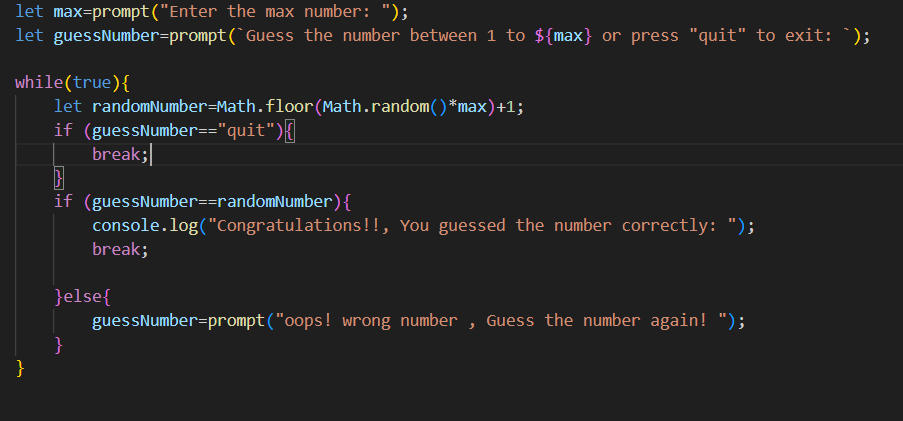 let max=prompt("Enter the max number: ");
let guessNumber=prompt(`Guess the number between 1 to ${max} or press "quit" to exit: `);
while(true){
let randomNumber=Math.floor(Math.random()*max)+1;
if (guessNumber=="quit"){
break;
}
if (guessNumber==randomNumber){
console.log("Congratulations!!, You guessed the number correctly: ");
break;
}else{
guessNumber=prompt("oops! wrong number , Guess the number again! ");
}
}